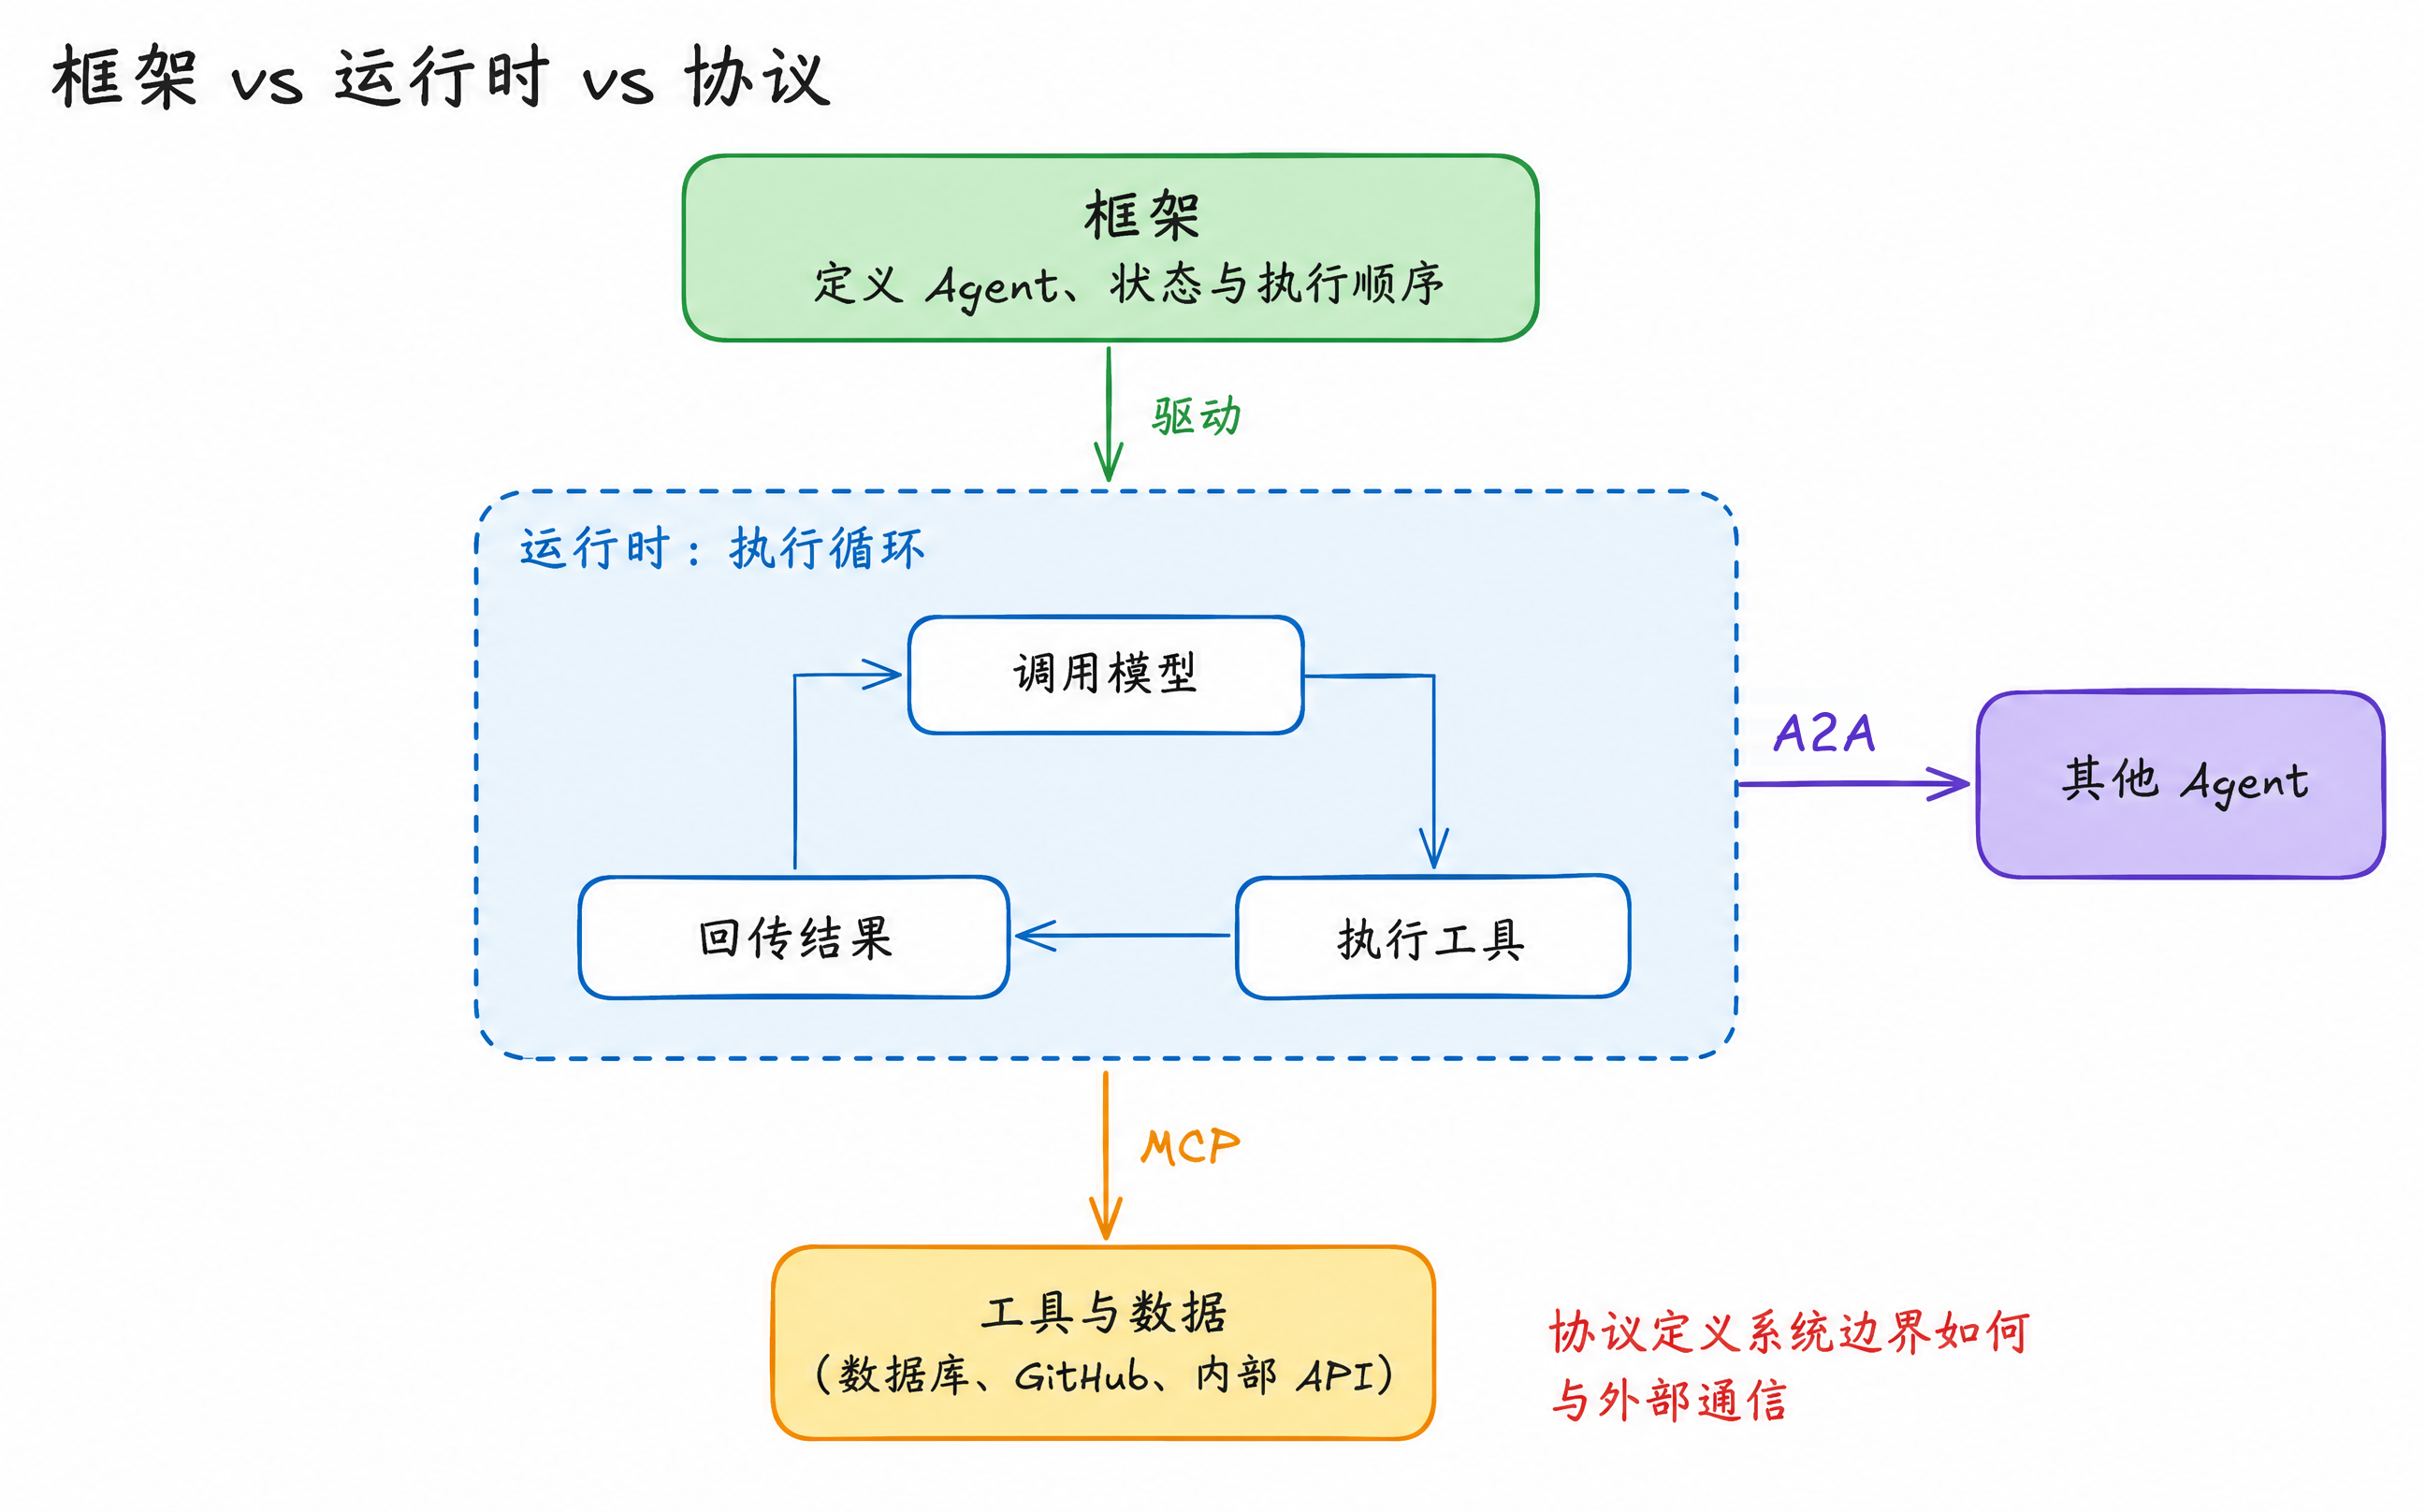 框架 vs 运行时 vs 协议
框架
定义 Agent、状态与执行顺序
驱动
运行时：执行循环
调用模型
A2A
其他 Agent
回传结果
执行工具
MCP
工具与数据
（数据库、GitHub、内部 API）
协议定义系统边界如何
与外部通信